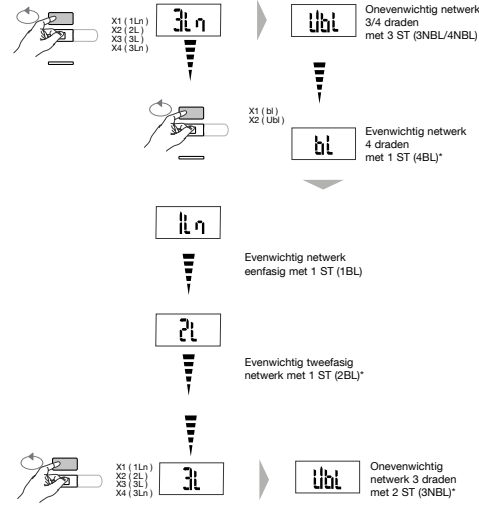 X1 ( 1Ln )
X2 ( 2L )
X3 ( 3L )
X4 ( 3Ln )
3Ln
Ubl
Onevenwichtig netwerk
3/4 draden
met 3 ST (3NBL/4NBL)
X1 ( bl )
X2 ( Ubl )
bl
Evenwichtig netwerk
4 draden
met 1 ST (4BL)*
1Ln
Evenwichtig netwerk
eenfasig met 1 ST (1BL)
2L
Evenwichtig tweefasig
netwerk met 1 ST (2BL)*
X1 ( 1Ln )
X2 ( 2L )
X3 ( 3L )
X4 ( 3Ln )
3L
Ubl
Onevenwichtig
netwerk 3 draden
met 2 ST (3NBL)*